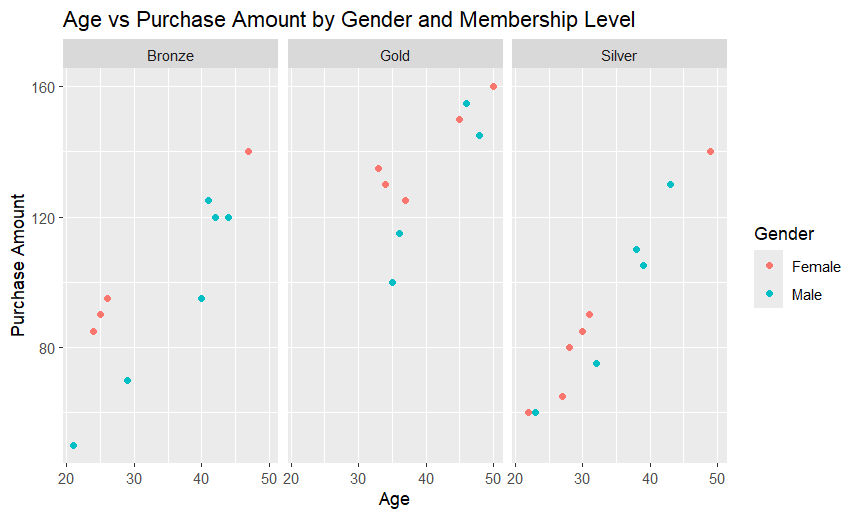 Age vs Purchase Amount by Gender and Membership Level
Bronze
Gold
Silver
Purchase Amount
160
120
80
20 30 40 50
20 30 40 50
20 30 40 50
Age
Gender
Female
Male